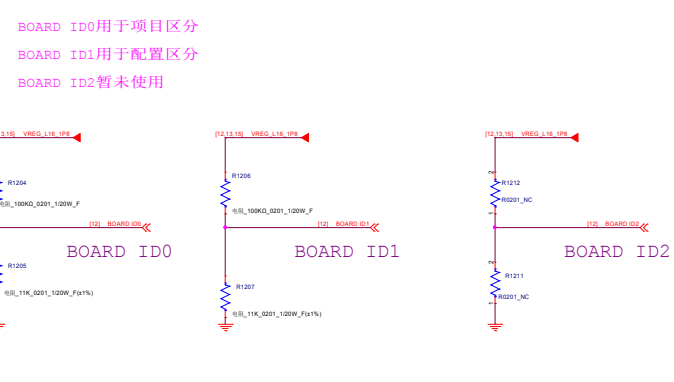 BOARD ID0用于项目区分
BOARD ID1用于配置区分
BOARD ID2暂未使用
3,15] VREG_L16_1P8
[12,13,15] VREG_L16_1P8
[12,13,15] VREG_L16_1P8
R1204
R1206
2
R1212
电阻_100KΩ_0201_1/20W_F
电阻_100KΩ_0201_1/20W_F
R0201_NC
1
[12] BOARD ID0
[12] BOARD ID1
[12] BOARD ID2
BOARD ID0
BOARD ID1
BOARD ID2
R1205
R1207
2
R1211
电阻_11K_0201_1/20W_F(±1%)
电阻_11K_0201_1/20W_F(±1%)
R0201_NC
1